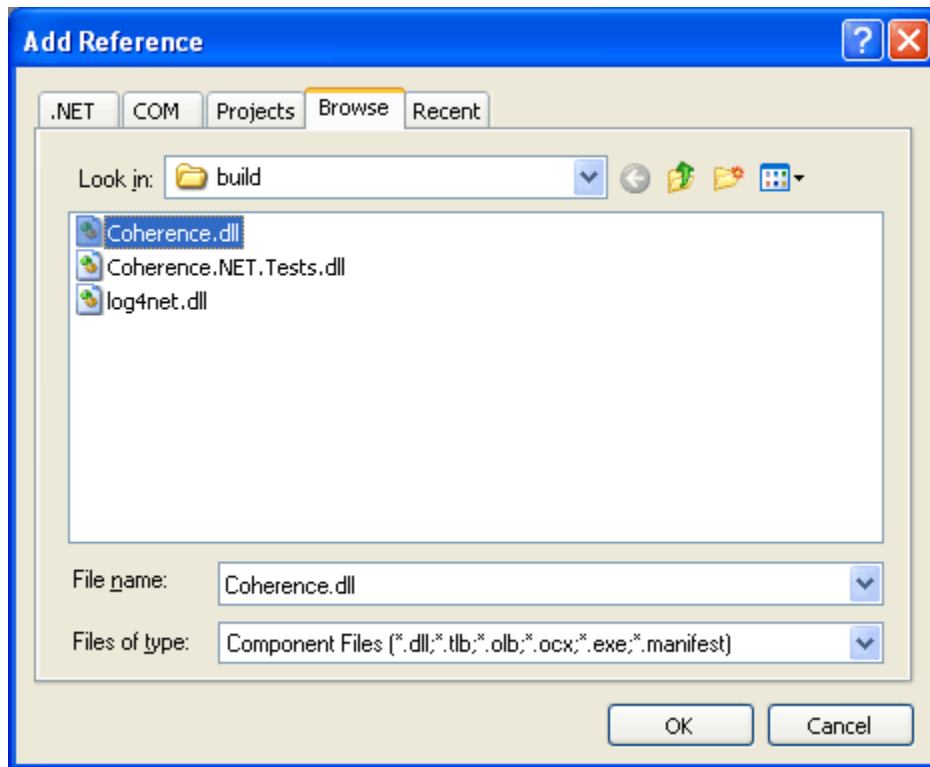 Add Reference
.NET COM Projects Browse Recent
Look in: build
Coherence.dll
Coherence.NET.Tests.dll
log4net.dll
File name: Coherence.dll
Files of type: Component Files (*.dll;*.tlb;*.olb;*.ocx;*.exe;*.manifest)
OK Cancel